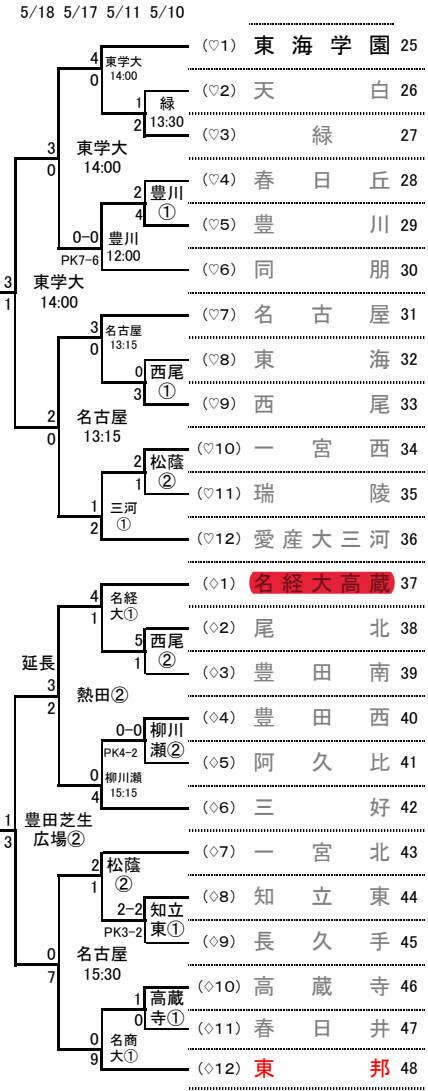 5/18 5/17 5/11 5/10
(♡1) 東海学園 25
4 東学大
0 14:00
(♡2) 天白 26
1 緑
2 13:30
(♡3) 緑 27
3 東学大
0 14:00
(♡4) 春日丘 28
2 豊川
4 ①
(♡5) 豊川 29
0-0 豊川
PK7-6 12:00
(♡6) 同朋 30
3 東学大
1 14:00
(♡7) 名古屋 31
3 名古屋
0 13:15
(♡8) 東海 32
0 西尾
3 ①
(♡9) 西尾 33
2 名古屋
0 13:15
(♡10) 一宮西 34
2 松蔭
1 ②
(♡11) 瑞陵 35
1 三河
2 ①
(♡12) 愛産大三河 36
(◇1) 名経大高蔵 37
4 名経
1 大①
(◇2) 尾北 38
5 西尾
1 ②
(◇3) 豊田南 39
延長
3
2 熱田②
(◇4) 豊田西 40
0-0 柳川
PK4-2 瀬②
(◇5) 阿久比 41
0 柳川瀬
4 15:15
(◇6) 三好 42
1 豊田芝生
3 広場②
(◇7) 一宮北 43
2 松蔭
1 ②
(◇8) 知立東 44
2-2 知立
PK3-2 東①
(◇9) 長久手 45
0 名古屋
7 15:30
(◇10) 高蔵寺 46
1 高蔵
0 寺①
(◇11) 春日井 47
0 名商
9 大①
(◇12) 東邦 48